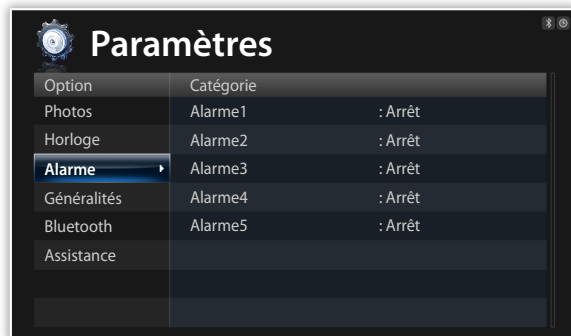 Paramètres
Option Catégorie
Photos Alarme1 : Arrêt
Horloge Alarme2 : Arrêt
Alarme Alarme3 : Arrêt
Généralités Alarme4 : Arrêt
Bluetooth Alarme5 : Arrêt
Assistance